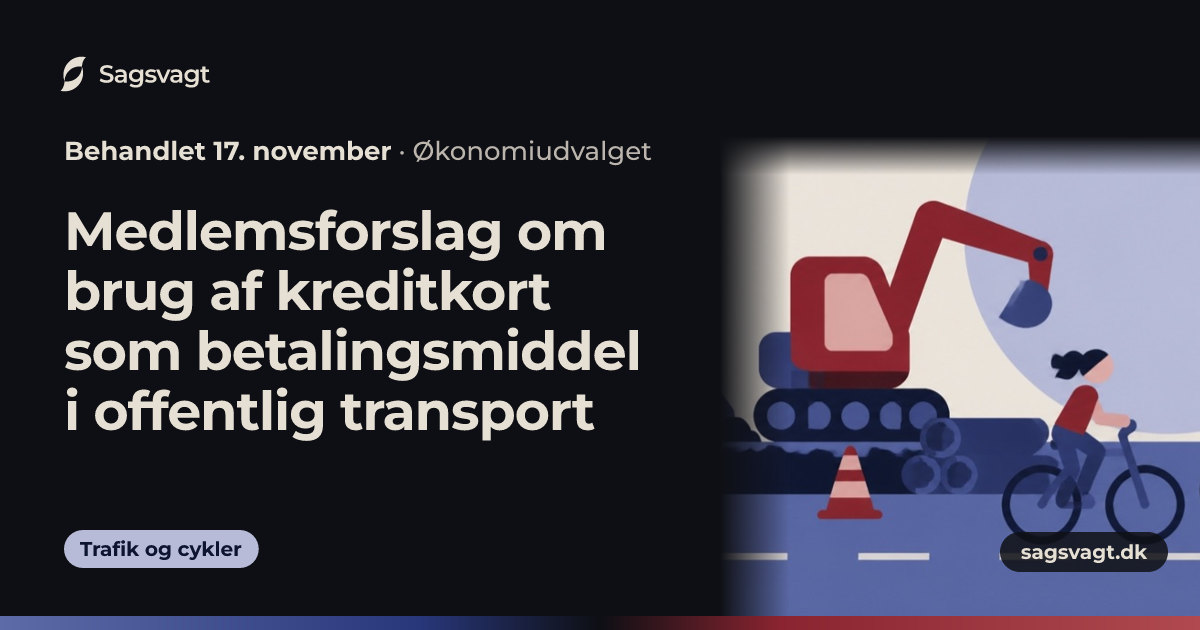 Sagsvagt
Behandlet 17. november · Økonomiudvalget
Medlemsforslag om
brug af kreditkort
som betalingsmiddel
i offentlig transport
Trafik og cykler
sagsvagt.dk